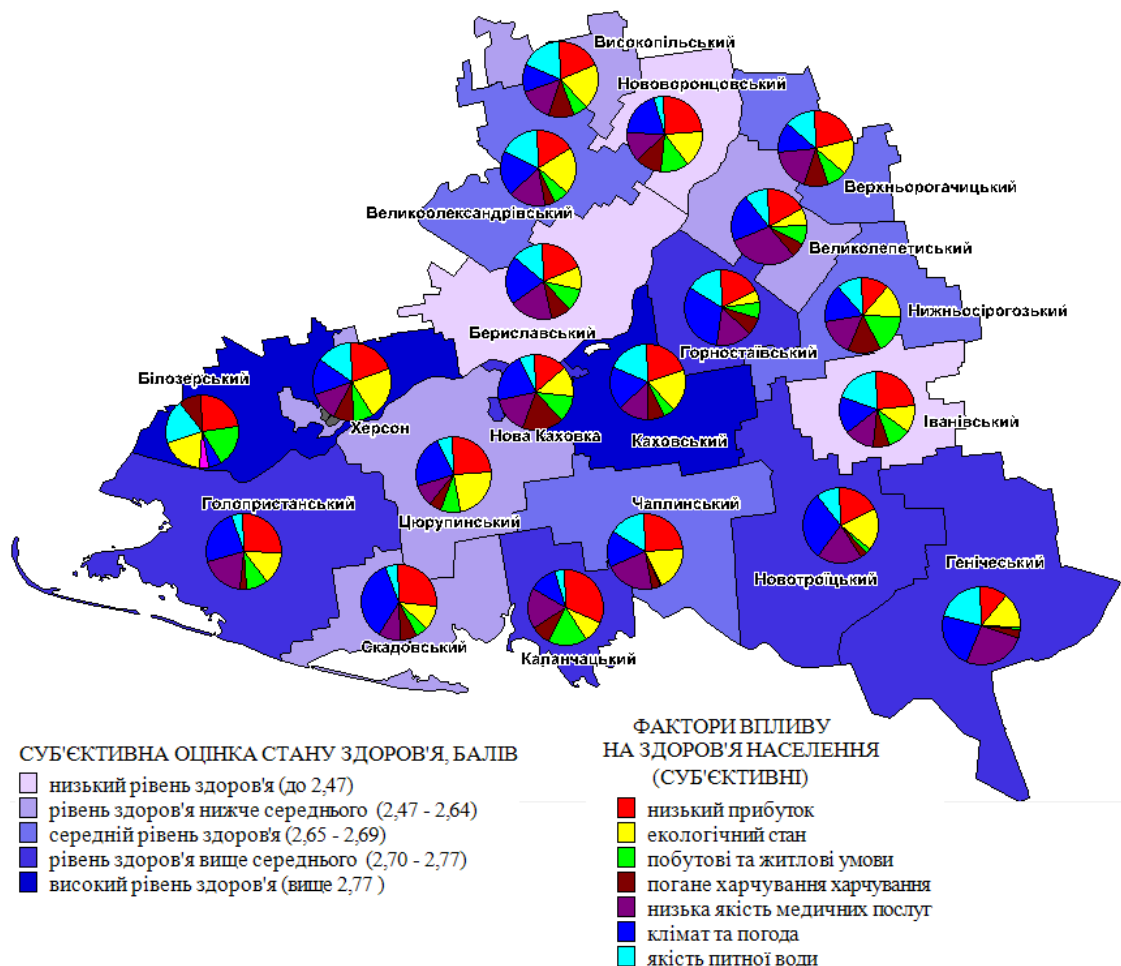 Високопільський
Нововоронцовський
Верхньорогачицький
Великоолександрівський
Великолепетиський
Бериславський
Нижньосірогозький
Горностаївський
Білозерський
Херсон
Нова Каховка
Каховський
Іванівський
Голопристанський
Цюрупинський
Чаплинський
Новотроїцький
Генічеський
Скадовський
Каланчацький
СУБ'ЄКТИВНА ОЦІНКА СТАНУ ЗДОРОВ'Я, БАЛІВ
низький рівень здоров'я (до 2,47)
рівень здоров'я нижче середнього (2,47 - 2,64)
середній рівень здоров'я (2,65 - 2,69)
рівень здоров'я вище середнього (2,70 - 2,77)
високий рівень здоров'я (вище 2,77 )
ФАКТОРИ ВПЛИВУ
НА ЗДОРОВ'Я НАСЕЛЕННЯ
(СУБ'ЄКТИВНІ)
низький прибуток
екологічний стан
побутові та житлові умови
погане харчування харчування
низька якість медичних послуг
клімат та погода
якість питної води